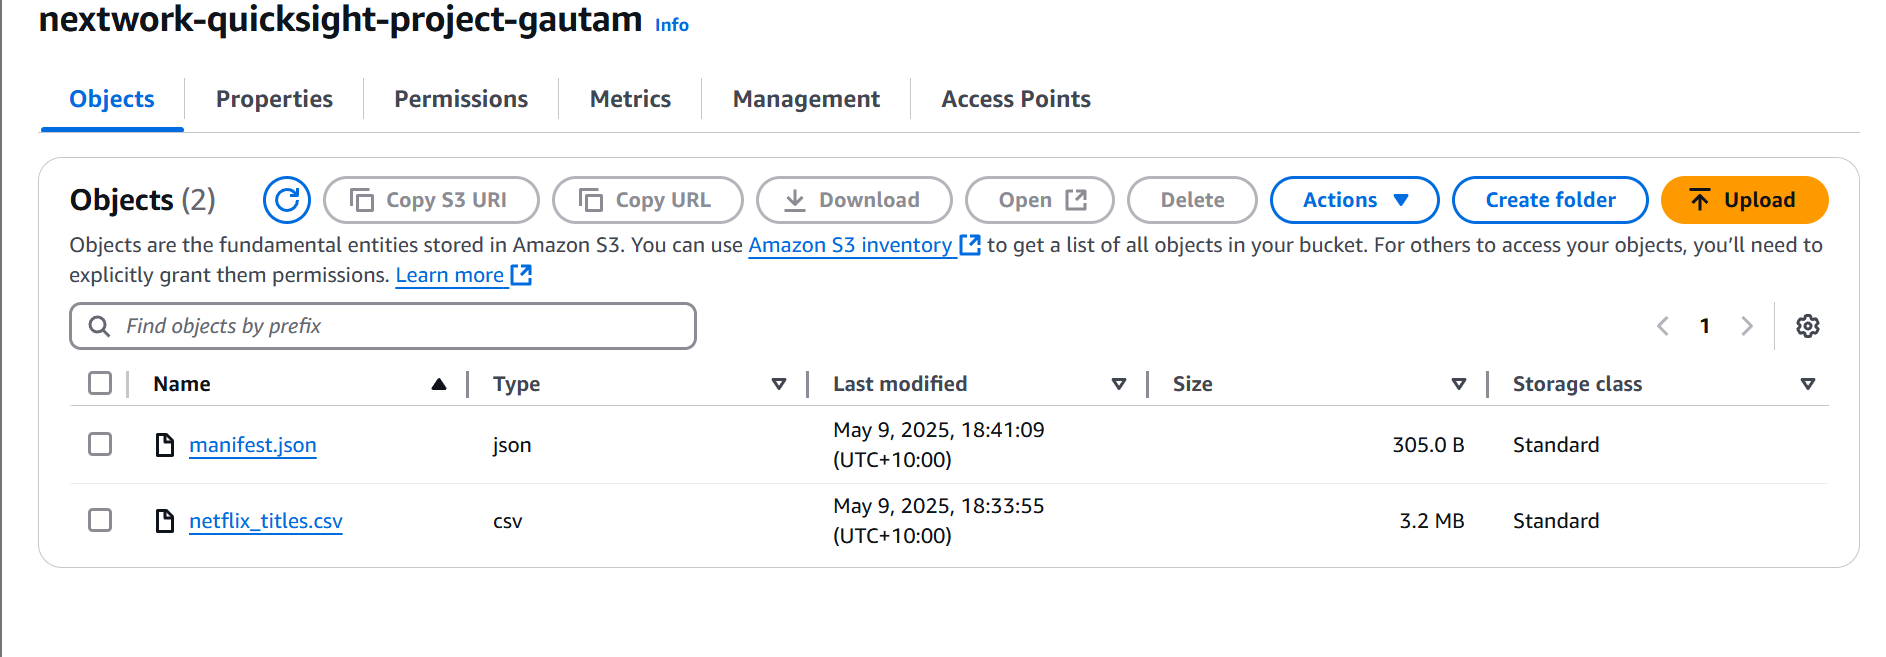 nextwork-quicksight-project-gautam Info
Objects Properties Permissions Metrics Management Access Points
Objects (2) Copy S3 URI Copy URL Download Open Delete Actions Create folder Upload
Objects are the fundamental entities stored in Amazon S3. You can use Amazon S3 inventory to get a list of all objects in your bucket. For others to access your objects, you’ll need to
explicitly grant them permissions. Learn more
Find objects by prefix 1
Name Type Last modified Size Storage class
manifest.json json May 9, 2025, 18:41:09 305.0 B Standard
(UTC+10:00)
netflix_titles.csv csv May 9, 2025, 18:33:55 3.2 MB Standard
(UTC+10:00)